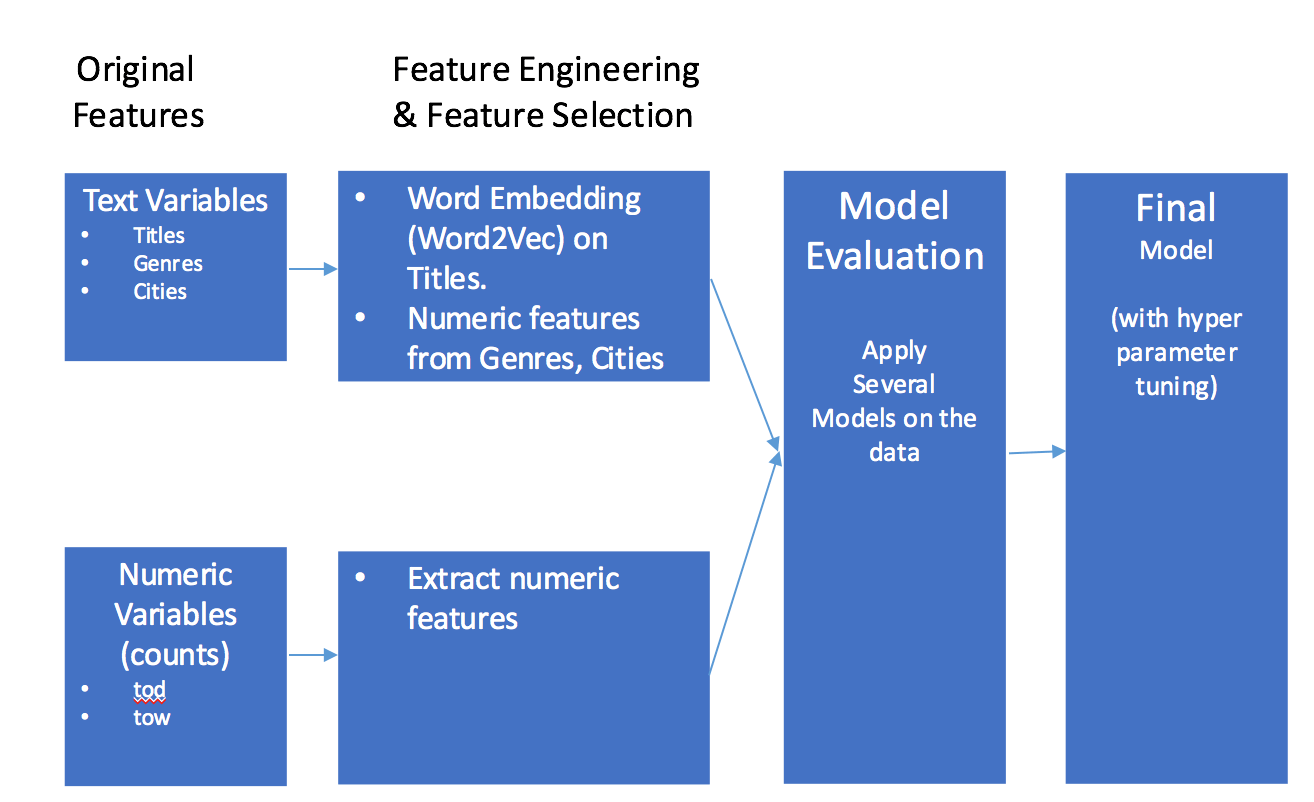 Original
Features
Feature Engineering
& Feature Selection
Text Variables
• Titles
• Genres
• Cities
• Word Embedding
(Word2Vec) on
Titles.
• Numeric features
from Genres, Cities
Numeric
Variables
(counts)
• tod
• tow
• Extract numeric
features
Model
Evaluation
Apply
Several
Models on the
data
Final
Model
(with hyper
parameter
tuning)